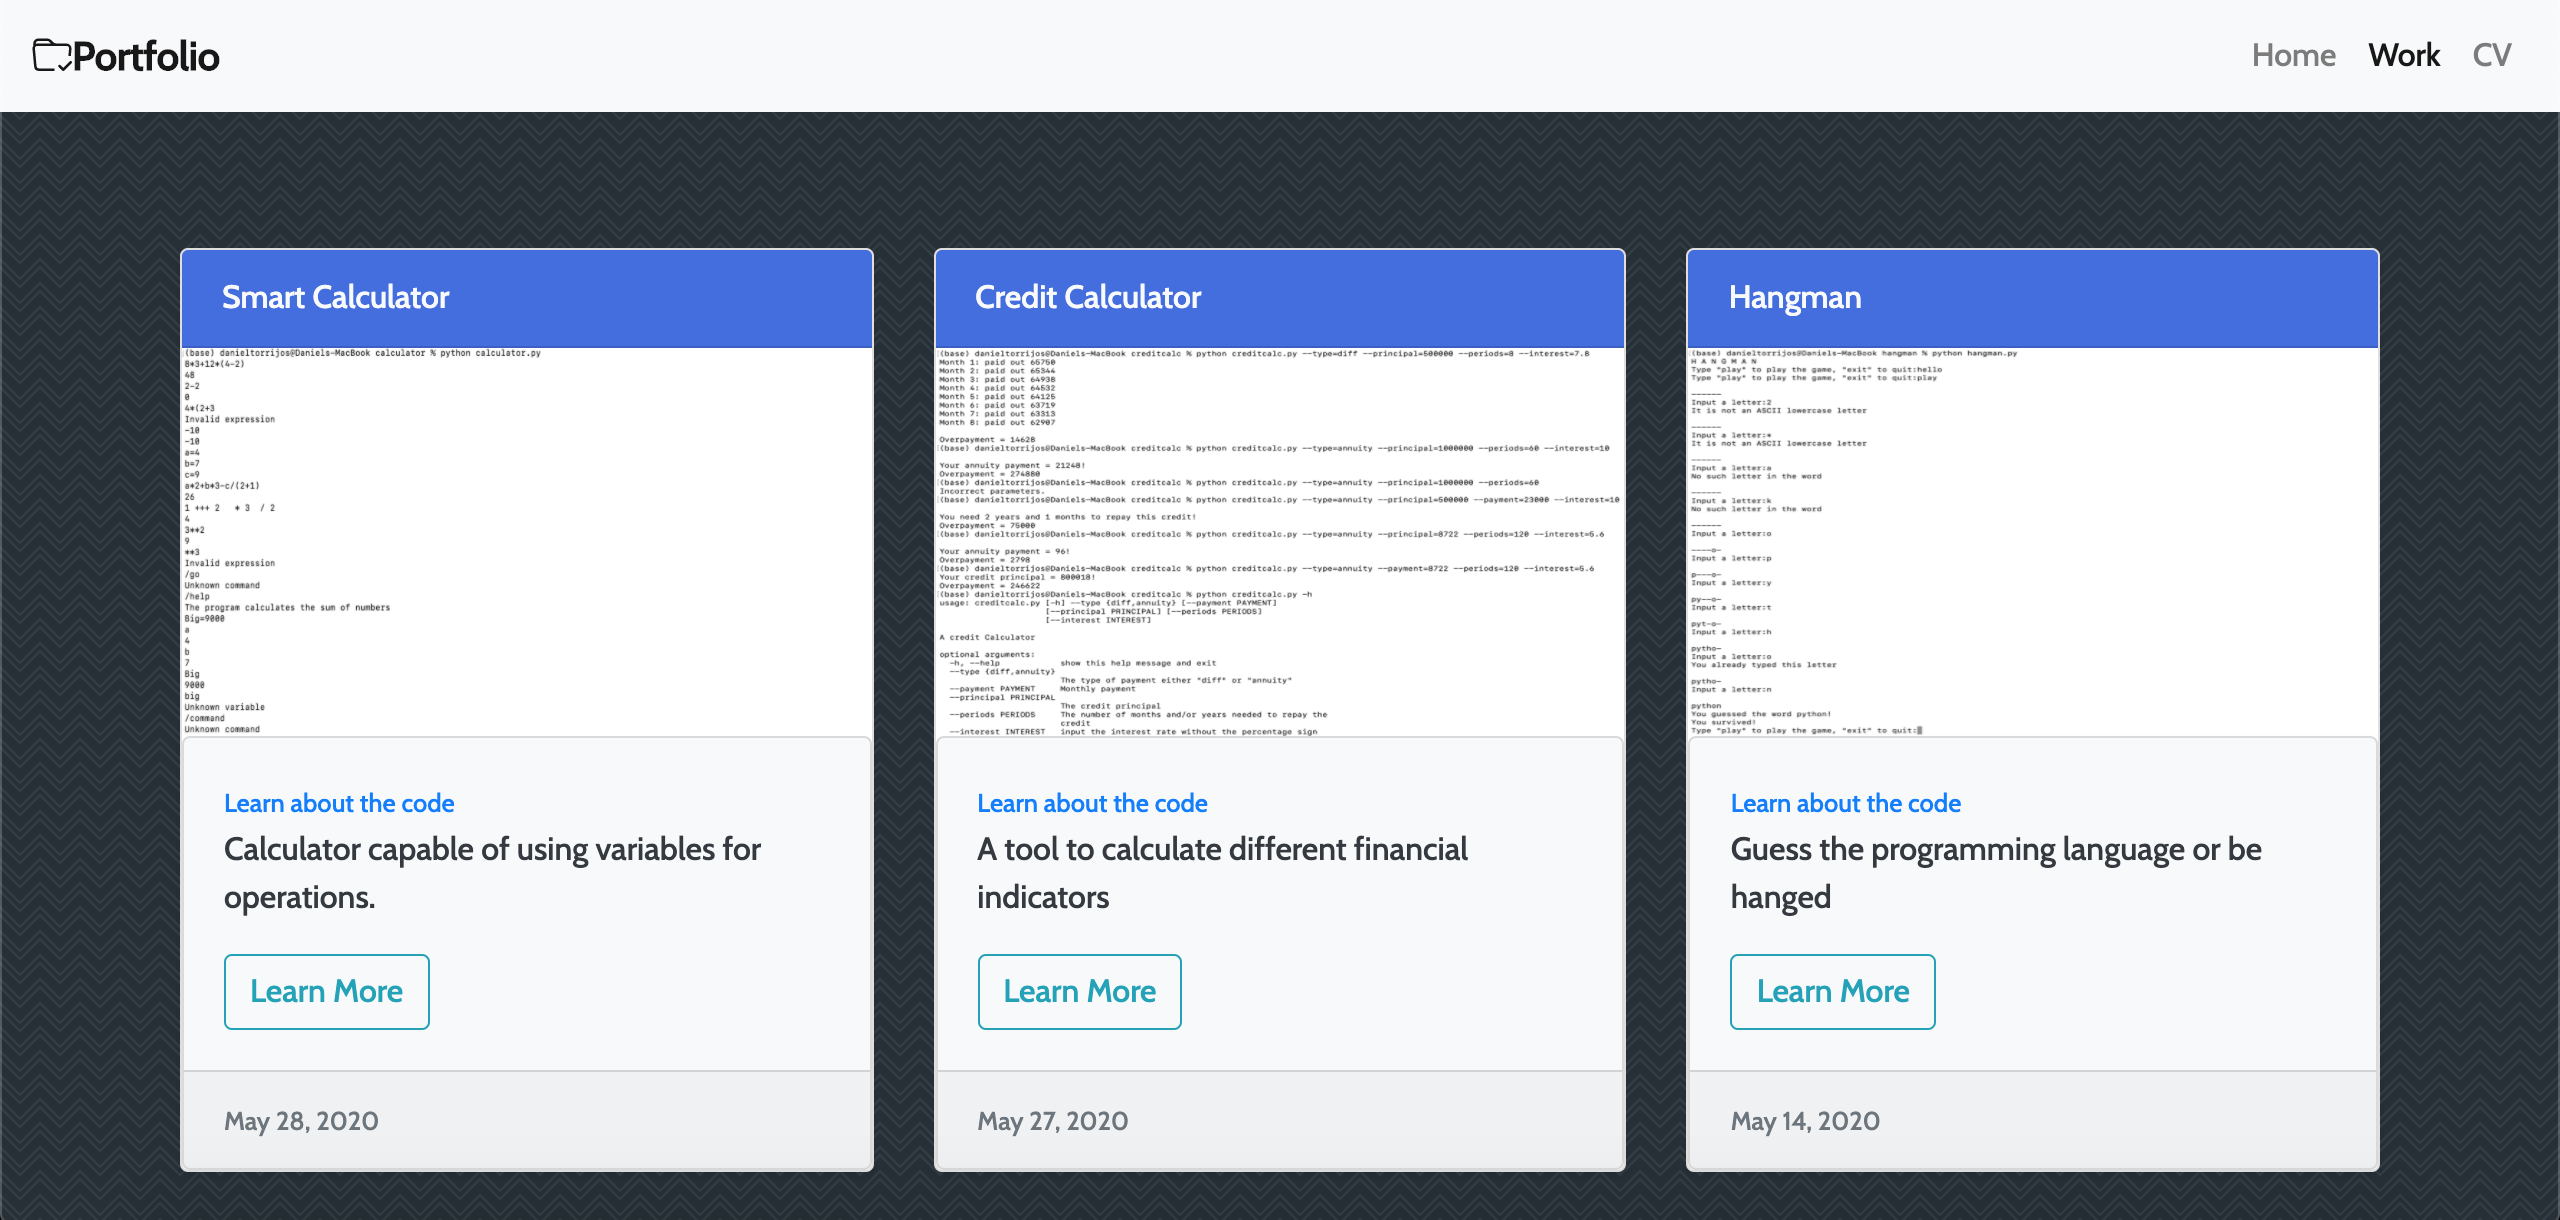 Portfolio
Home Work CV
Smart Calculator
(base) danieltorrijos@Daniels-MacBook calculator % python calculator.py
8*3+12*(4-2)
48
2-2
0
4*(2+3
Invalid expression
-10
-10
a=4
b=7
c=9
a*2+b*3-c/(2+1)
26
1 +++ 2   * 3  / 2
4
3**2
9
**3
Invalid expression
/go
Unknown command
/help
The program calculates the sum of numbers
Big=9000
a
4
b
7
Big
9000
big
Unknown variable
/command
Unknown command
Learn about the code
Calculator capable of using variables for
operations.
Learn More
May 28, 2020
Credit Calculator
(base) danieltorrijos@Daniels-MacBook creditcalc % python creditcalc.py --type=diff --principal=500000 --periods=8 --interest=7.8
Month 1: paid out 65750
Month 2: paid out 65344
Month 3: paid out 64938
Month 4: paid out 64532
Month 5: paid out 64125
Month 6: paid out 63719
Month 7: paid out 63313
Month 8: paid out 62907
Overpayment = 14628
(base) danieltorrijos@Daniels-MacBook creditcalc % python creditcalc.py --type=annuity --principal=1000000 --periods=60 --interest=10
Your annuity payment = 21248!
Overpayment = 274880
(base) danieltorrijos@Daniels-MacBook creditcalc % python creditcalc.py --type=annuity --principal=1000000 --periods=60
Incorrect parameters.
(base) danieltorrijos@Daniels-MacBook creditcalc % python creditcalc.py --type=annuity --principal=500000 --payment=23000 --interest=10
You need 2 years and 1 months to repay this credit!
Overpayment = 75000
(base) danieltorrijos@Daniels-MacBook creditcalc % python creditcalc.py --type=annuity --principal=8722 --periods=120 --interest=5.6
Your annuity payment = 96!
Overpayment = 2798
(base) danieltorrijos@Daniels-MacBook creditcalc % python creditcalc.py --type=annuity --payment=8722 --periods=120 --interest=5.6
Your credit principal = 800018!
Overpayment = 246622
(base) danieltorrijos@Daniels-MacBook creditcalc % python creditcalc.py -h
usage: creditcalc.py [-h] --type {diff,annuity} [--payment PAYMENT]
[--principal PRINCIPAL] [--periods PERIODS]
[--interest INTEREST]
A credit Calculator
optional arguments:
-h, --help show this help message and exit
--type {diff,annuity}
The type of payment either "diff" or "annuity"
--payment PAYMENT Monthly payment
--principal PRINCIPAL
The credit principal
--periods PERIODS The number of months and/or years needed to repay the
credit
--interest INTEREST input the interest rate without the percentage sign
Learn about the code
A tool to calculate different financial
indicators
Learn More
May 27, 2020
Hangman
(base) danieltorrijos@Daniels-MacBook hangman % python hangman.py
H A N G M A N
Type "play" to play the game, "exit" to quit:hello
Type "play" to play the game, "exit" to quit:play
------
Input a letter:2
It is not an ASCII lowercase letter
------
Input a letter:*
It is not an ASCII lowercase letter
------
Input a letter:a
No such letter in the word
------
Input a letter:k
No such letter in the word
------
Input a letter:o
----o-
Input a letter:p
p---o-
Input a letter:y
py--o-
Input a letter:t
pyt-o-
Input a letter:h
pytho-
Input a letter:o
You already typed this letter
pytho-
Input a letter:n
python
You guessed the word python!
You survived!
Type "play" to play the game, "exit" to quit:
Learn about the code
Guess the programming language or be
hanged
Learn More
May 14, 2020